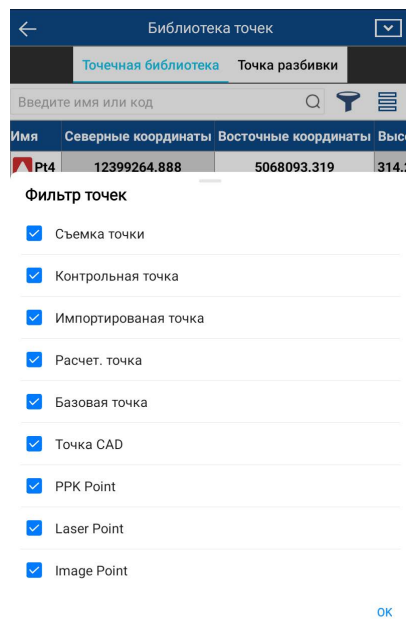 Библиотека точек
Точечная библиотека Точка разбивки
Введите имя или код
Имя Северные координаты Восточные координаты Высо
Pt4 12399264.888 5068093.319 314.2
Фильтр точек
Съемка точки
Контрольная точка
Импортированая точка
Расчет. точка
Базовая точка
Точка CAD
PPK Point
Laser Point
Image Point
OK